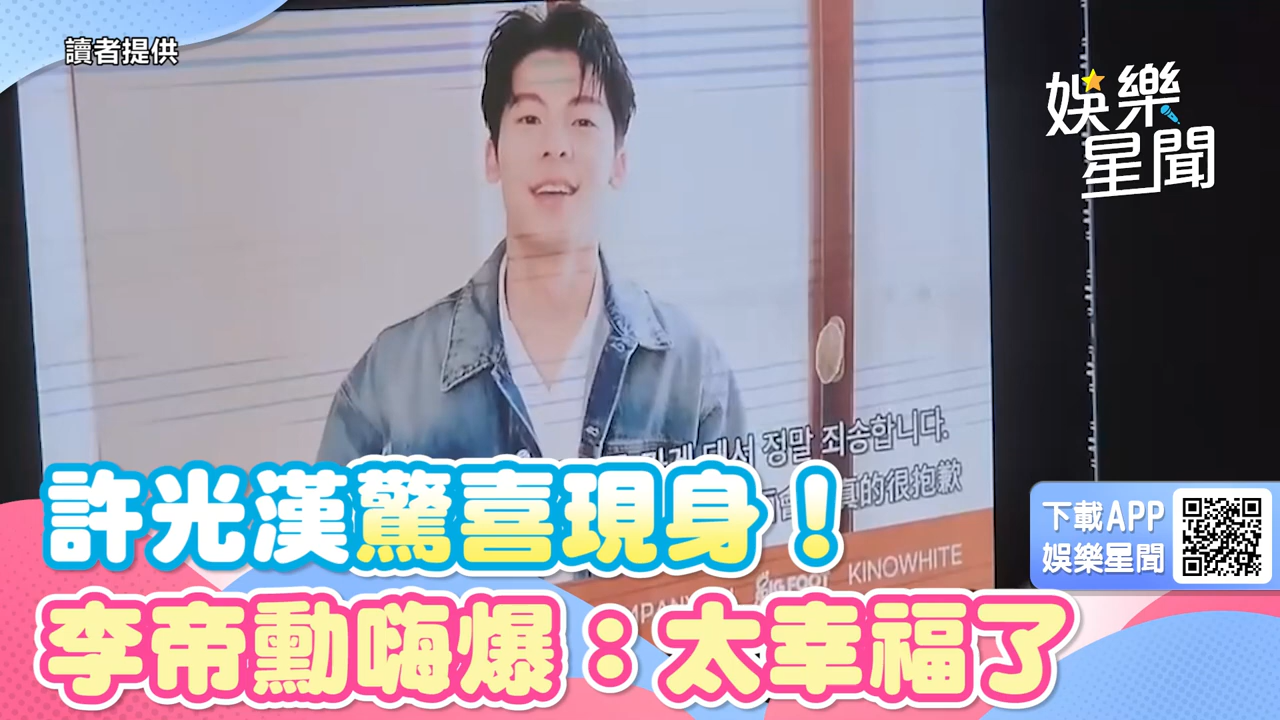 讀者提供
娛樂
星聞
정말 죄송합니다.
真的很抱歉
許光漢驚喜現身！
BIG FOOT KINOWHITE
李帝勳嗨爆：太幸福了
下載APP
娛樂星聞